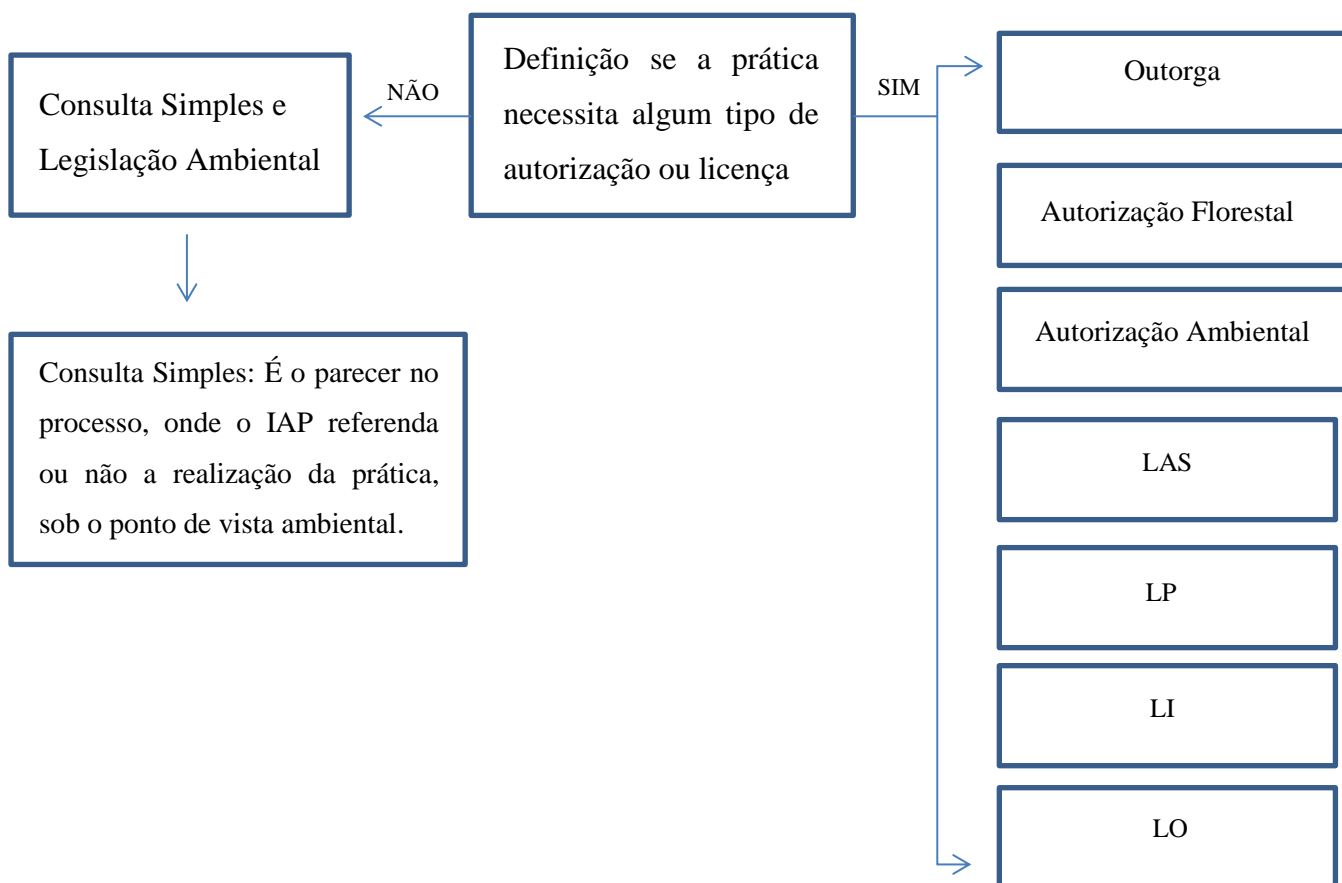 Consulta Simples e
Legislação Ambiental
NÃO
Definição se a prática
necessita algum tipo de
autorização ou licença
SIM
Outorga
Autorização Florestal
Autorização Ambiental
LAS
LP
LI
LO
Consulta Simples: É o parecer no
processo, onde o IAP referenda
ou não a realização da prática,
sob o ponto de vista ambiental.